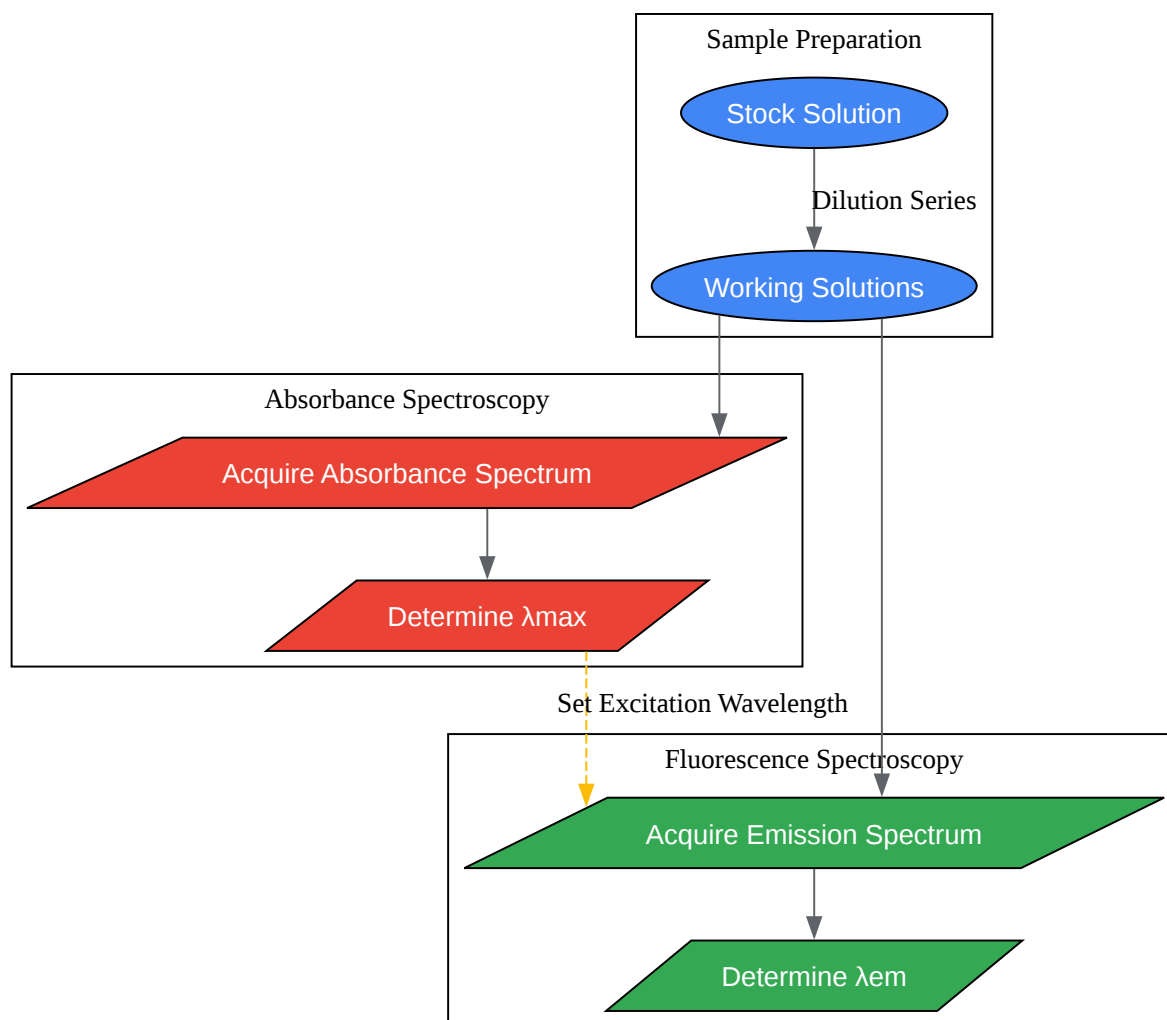 Sample Preparation
Stock Solution
Dilution Series
Working Solutions
Absorbance Spectroscopy
Acquire Absorbance Spectrum
Determine λmax
Set Excitation Wavelength
Fluorescence Spectroscopy
Acquire Emission Spectrum
Determine λem